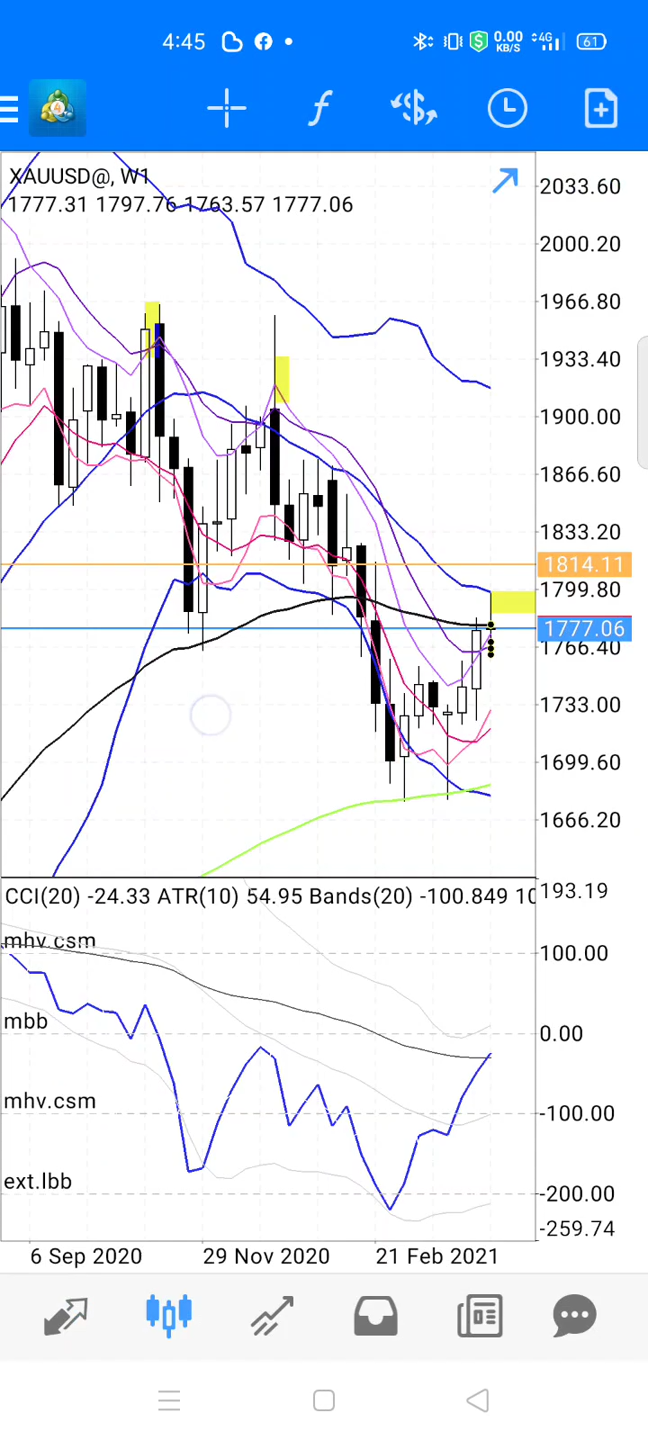 4:45
0.00 KB/S
4G
61
XAUUSD@, W1
1777.31 1797.76 1763.57 1777.06
2033.60
2000.20
1966.80
1933.40
1900.00
1866.60
1833.20
1814.11
1799.80
1777.06
1766.40
1733.00
1699.60
1666.20
CCI(20) -24.33 ATR(10) 54.95 Bands(20) -100.849 10
193.19
mhv csm
100.00
mbb
0.00
mhv.csm
-100.00
ext.lbb
-200.00
-259.74
6 Sep 2020
29 Nov 2020
21 Feb 2021